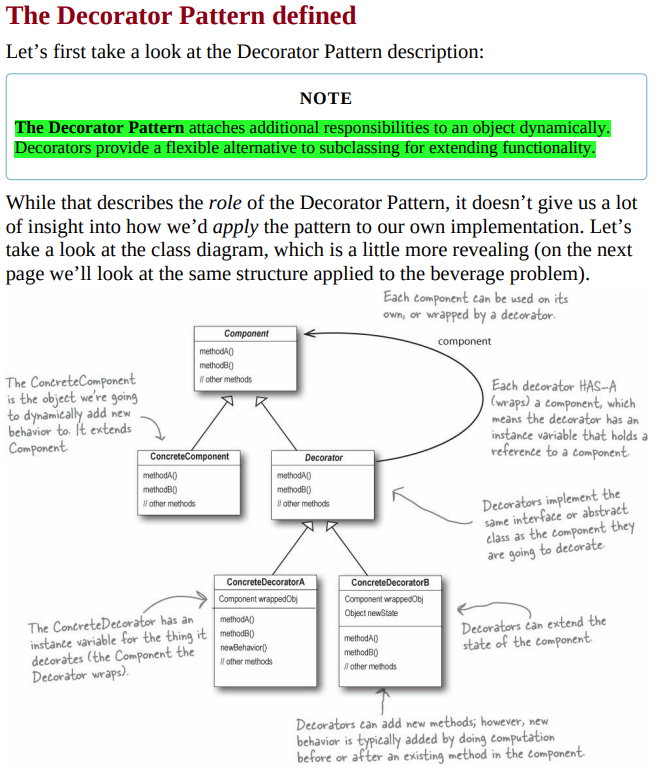 The Decorator Pattern defined
Let's first take a look at the Decorator Pattern description:
NOTE
The Decorator Pattern attaches additional responsibilities to an object dynamically.
Decorators provide a flexible alternative to subclassing for extending functionality.
While that describes the role of the Decorator Pattern, it doesn't give us a lot
of insight into how we'd apply the pattern to our own implementation. Let's
take a look at the class diagram, which is a little more revealing (on the next
page we'll look at the same structure applied to the beverage problem).
Each component can be used on its
own, or wrapped by a decorator.
Component
methodA()
methodB()
// other methods
component
The ConcreteComponent
is the object we're going
to dynamically add new
behavior to. It extends
Component.
Each decorator HAS-A
(wraps) a component, which
means the decorator has an
instance variable that holds a
reference to a component.
ConcreteComponent
methodA()
methodB()
// other methods
Decorator
methodA()
methodB()
// other methods
Decorators implement the
same interface or abstract
class as the component they
are going to decorate.
ConcreteDecoratorA
Component wrappedObj
methodA()
methodB()
newBehavior()
// other methods
ConcreteDecoratorB
Component wrappedObj
Object newState
methodA()
methodB()
// other methods
The ConcreteDecorator has an
instance variable for the thing it
decorates (the Component the
Decorator wraps).
Decorators can extend the
state of the component.
Decorators can add new methods; however, new
behavior is typically added by doing computation
before or after an existing method in the component.